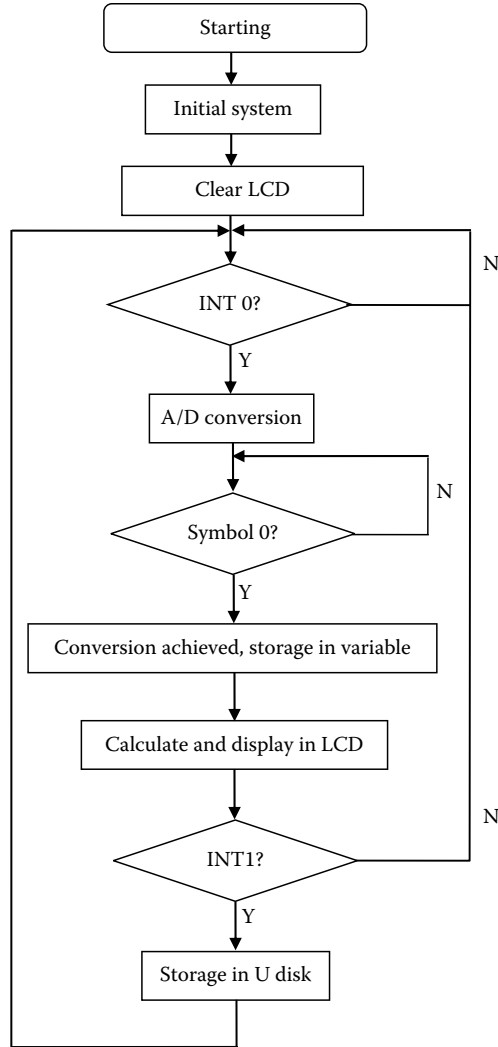 Starting
Initial system
Clear LCD
N
INT 0?
Y
A/D conversion
N
Symbol 0?
Y
Conversion achieved, storage in variable
Calculate and display in LCD
N
INT1?
Y
Storage in U disk